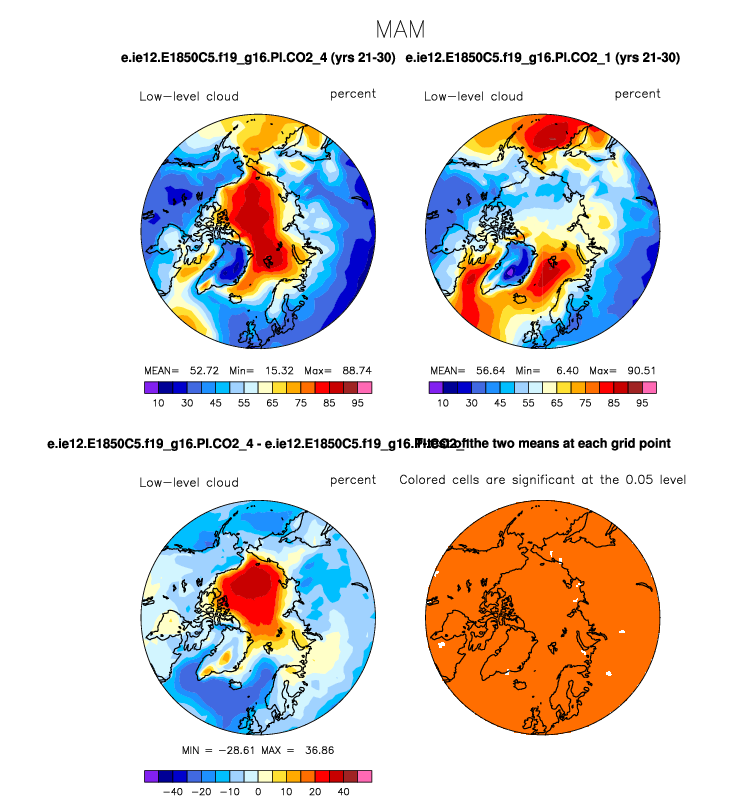 MAM
e.ie12.E1850C5.f19_g16.PI.CO2_4 (yrs 21-30) e.ie12.E1850C5.f19_g16.PI.CO2_1 (yrs 21-30)
Low-level cloud percent Low-level cloud percent
MEAN= 52.72 Min= 15.32 Max= 88.74 MEAN= 56.64 Min= 6.40 Max= 90.51
10 30 45 55 65 75 85 95 10 30 45 55 65 75 85 95
e.ie12.E1850C5.f19_g16.PI.CO2_4 - e.ie12.E1850C5.f19_g16.PI.CO2_ of the two means at each grid point
Low-level cloud percent Colored cells are significant at the 0.05 level
MIN = -28.61 MAX = 36.86
-40 -20 -10 0 10 20 40